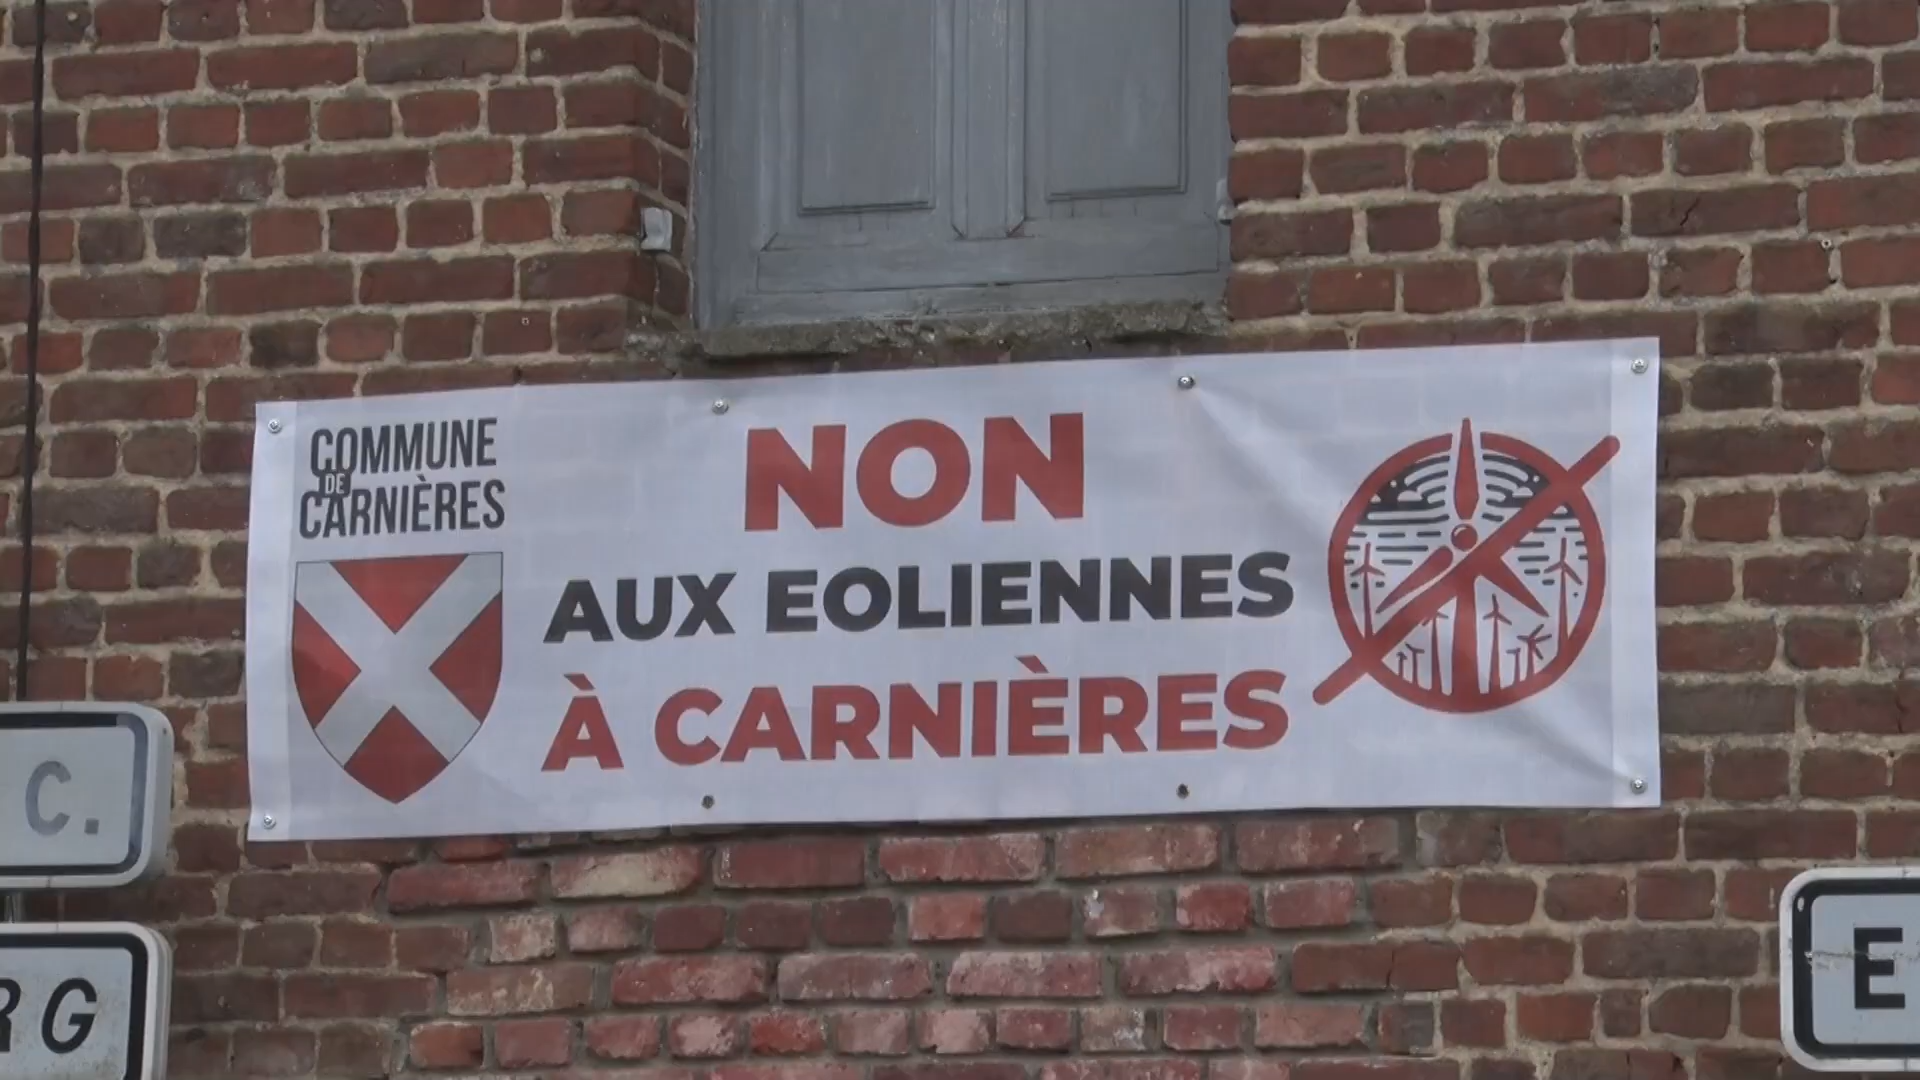 COMMUNE
DE
CARNIÈRES
NON
AUX EOLIENNES
À CARNIÈRES
C.
RG
E